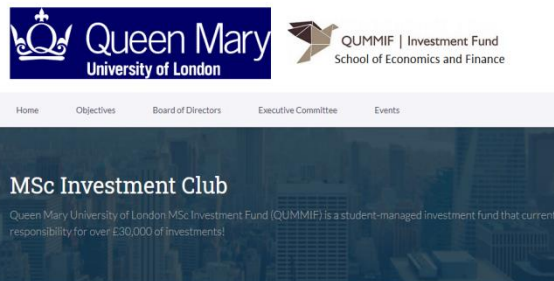 Queen Mary
University of London
QUMMIF | Investment Fund
School of Economics and Finance
Home Objectives Board of Directors Executive Committee Events
MSc Investment Club
Queen Mary University of London MSc Investment Fund (QUMMIF) is a student-managed investment fund that current
responsibility for over £30,000 of investments!